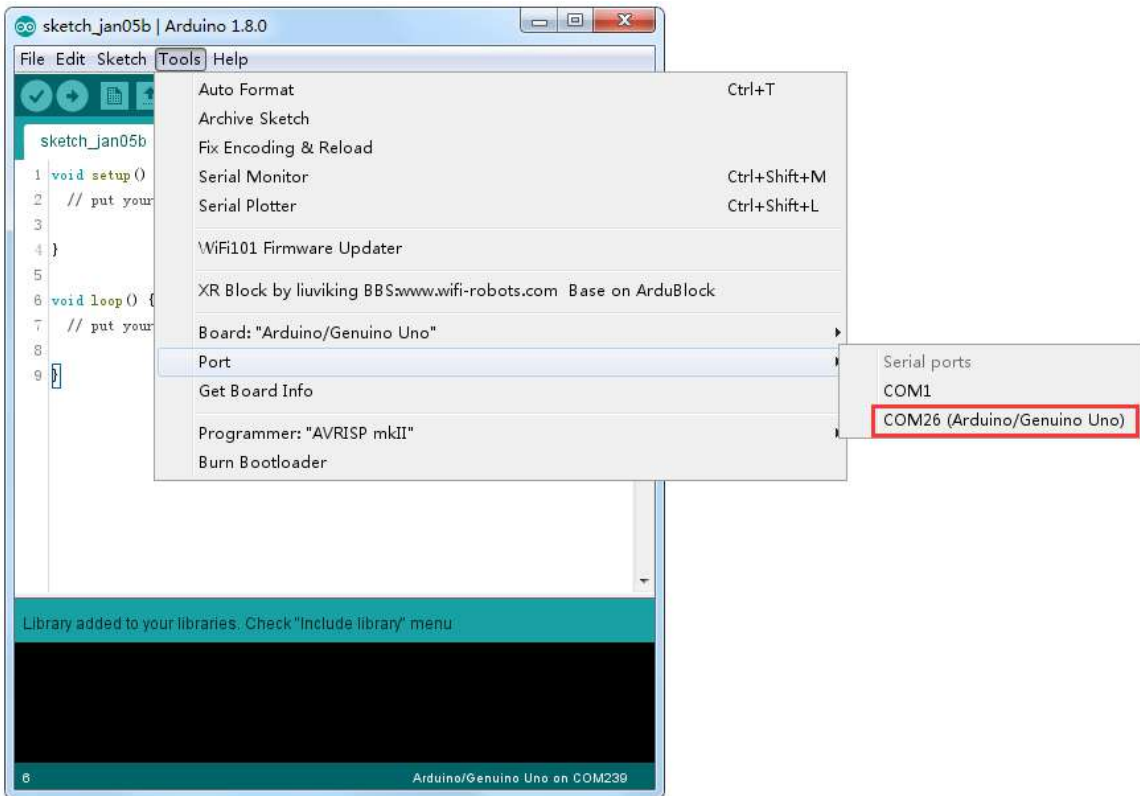 sketch_jan05b | Arduino 1.8.0
File Edit Sketch Tools Help
sketch_jan05b
1 void setup()
2 // put your
3
4 }
5
6 void loop() {
7 // put your
8
9 }
Auto Format Ctrl+T
Archive Sketch
Fix Encoding & Reload
Serial Monitor Ctrl+Shift+M
Serial Plotter Ctrl+Shift+L
WiFi101 Firmware Updater
XR Block by liuviking BBS:www.wifi-robots.com Base on ArduBlock
Board: "Arduino/Genuino Uno"
Port
Get Board Info
Programmer: "AVRISP mkII"
Burn Bootloader
Serial ports
COM1
COM26 (Arduino/Genuino Uno)
Library added to your libraries. Check "Include library" menu
6 Arduino/Genuino Uno on COM239